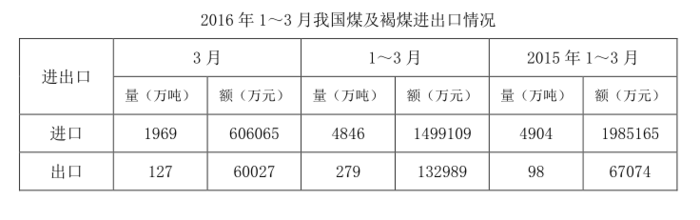 2016 年 1～3 月我国煤及褐煤进出口情况
进出口 3 月 1～3 月 2015 年 1～3 月
量（万吨） 额（万元） 量（万吨） 额（万元） 量（万吨） 额（万元）
进口 1969 606065 4846 1499109 4904 1985165
出口 127 60027 279 132989 98 67074